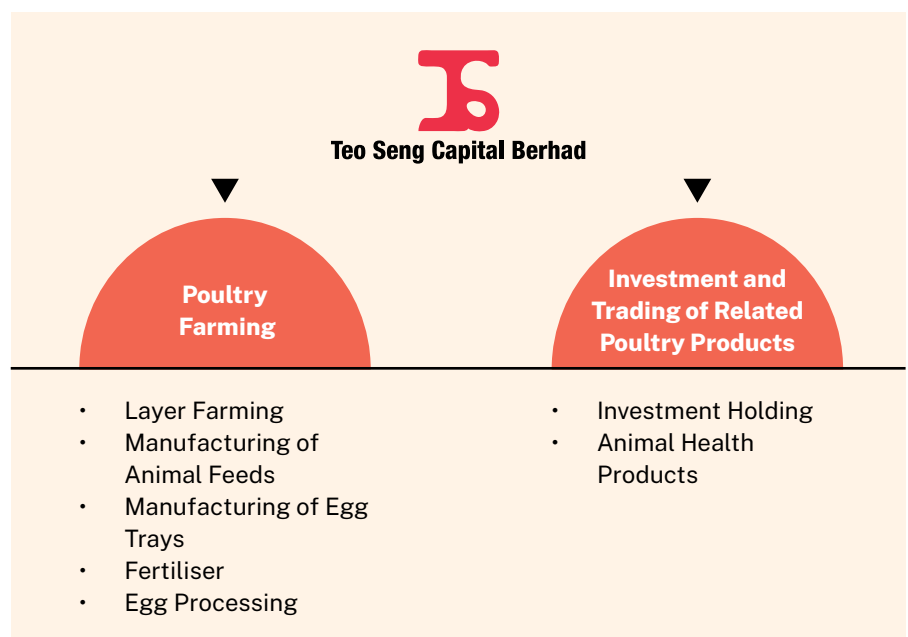 Teo Seng Capital Berhad
Poultry
Farming
Investment and
Trading of Related
Poultry Products
• Layer Farming
• Manufacturing of
Animal Feeds
• Manufacturing of Egg
Trays
• Fertiliser
• Egg Processing
• Investment Holding
• Animal Health
Products